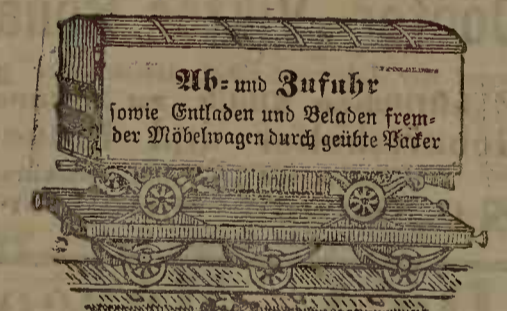 Ab= und Zufuhr
sowie Entladen und Beladen frem=
der Möbelwagen durch geübte Packer